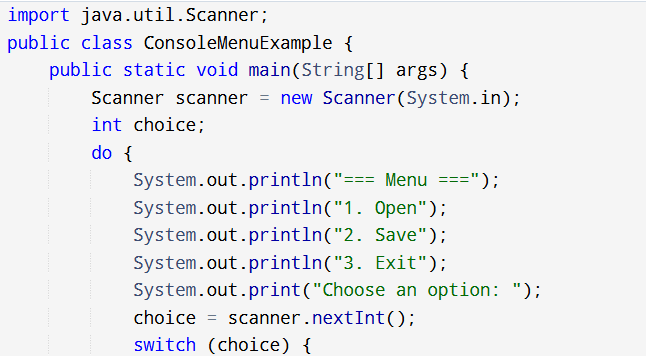 import java.util.Scanner;
public class ConsoleMenuExample {
    public static void main(String[] args) {
        Scanner scanner = new Scanner(System.in);
        int choice;
        do {
            System.out.println("=== Menu ===");
            System.out.println("1. Open");
            System.out.println("2. Save");
            System.out.println("3. Exit");
            System.out.print("Choose an option: ");
            choice = scanner.nextInt();
            switch (choice) {